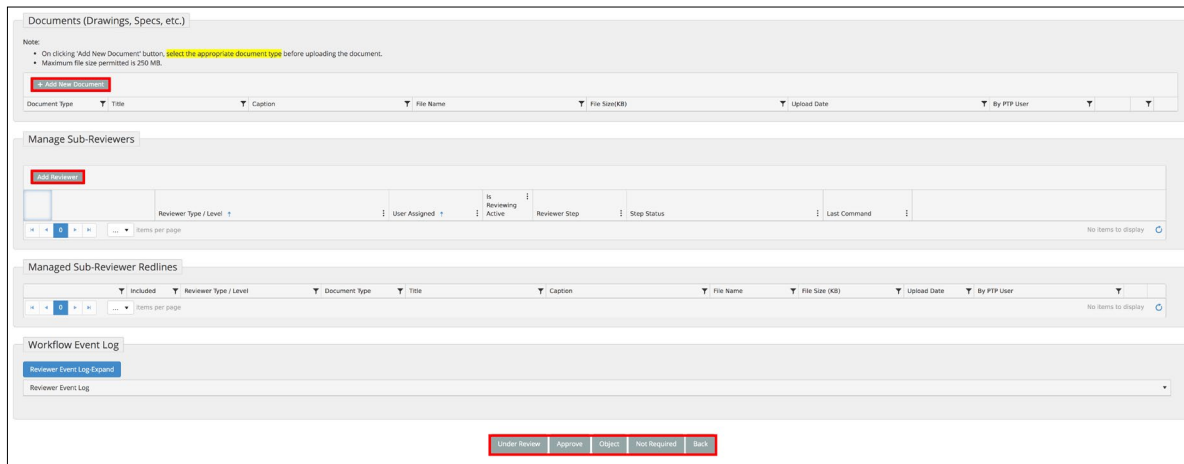 Documents (Drawings, Specs, etc.)
Note:
• On clicking 'Add New Document' button, select the appropriate document type before uploading the document.
• Maximum file size permitted is 250 MB.
+ Add New Document
Document Type Title Caption File Name File Size(KB) Upload Date By PTP User
Manage Sub-Reviewers
Add Reviewer
Reviewer Type / Level ↑ User Assigned ↑ Is Reviewing Active Reviewer Step Step Status Last Command
0 ... items per page No items to display
Managed Sub-Reviewer Redlines
Included Reviewer Type / Level Document Type Title Caption File Name File Size (KB) Upload Date By PTP User
0 ... items per page No items to display
Workflow Event Log
Reviewer Event Log-Expand
Reviewer Event Log
Under Review Approve Object Not Required Back